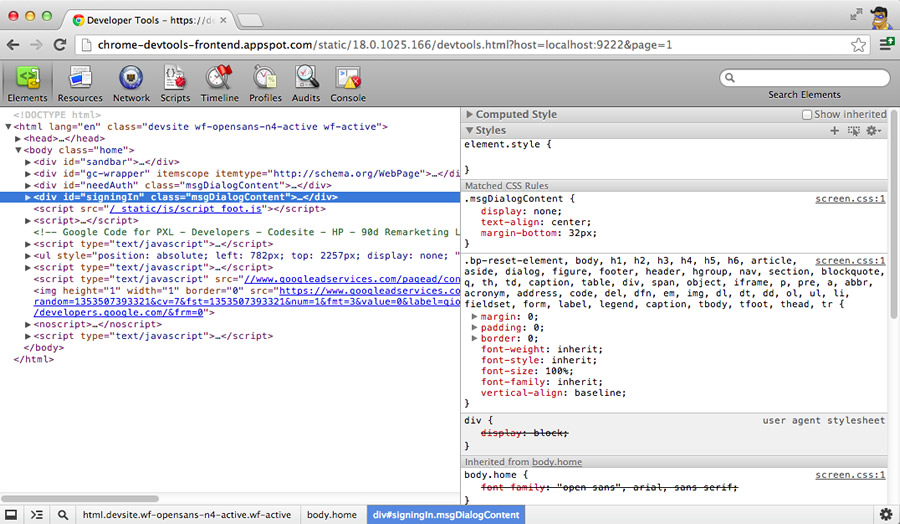 Developer Tools - https://de
chrome-devtools-frontend.appspot.com/static/18.0.1025.166/devtools.html?host=localhost:9222&page=1
Elements Resources Network Scripts Timeline Profiles Audits Console
Search Elements
<!DOCTYPE html>
<html lang="en" class="devsite wf-opensans-n4-active wf-active">
<head>…</head>
<body class="home">
<div id="sandbar">…</div>
<div id="gc-wrapper" itemscope itemtype="http://schema.org/WebPage">…</div>
<div id="needAuth" class="msgDialogContent">…</div>
<div id="signingIn" class="msgDialogContent">…</div>
<script src="/_static/js/script_foot.js"></script>
<script>…</script>
<!-- Google Code for PXL - Developers - Codesite - HP - 90d Remarketing L
<script type="text/javascript">…</script>
<ul style="position: absolute; left: 782px; top: 2257px; display: none; "
<script type="text/javascript">…</script>
<script type="text/javascript" src="//www.googleadservices.com/pagead/con
<img height="1" width="1" border="0" src="https://www.googleadservices.com
random=1353507393321&cv=7&fst=1353507393321&num=1&fmt=3&value=0&label=gio
/developers.google.com/&frm=0">
<noscript>…</noscript>
<script type="text/javascript">…</script>
</body>
</html>
Computed Style Show inherited
Styles
element.style {
}
Matched CSS Rules
.msgDialogContent { screen.css:1
display: none;
text-align: center;
margin-bottom: 32px;
}
.bp-reset-element, body, h1, h2, h3, h4, h5, h6, article, screen.css:1
aside, dialog, figure, footer, header, hgroup, nav, section, blockquote,
q, th, td, caption, table, div, span, object, iframe, p, pre, a, abbr,
acronym, address, code, del, dfn, em, img, dl, dt, dd, ol, ul, li,
fieldset, form, label, legend, caption, tbody, tfoot, thead, tr {
margin: 0;
padding: 0;
border: 0;
font-weight: inherit;
font-style: inherit;
font-size: 100%;
font-family: inherit;
vertical-align: baseline;
}
div { user agent stylesheet
display: block;
}
Inherited from body.home
body.home { screen.css:1
font-family: "open sans", arial, sans-serif;
html.devsite.wf-opensans-n4-active.wf-active body.home div#signingIn.msgDialogContent